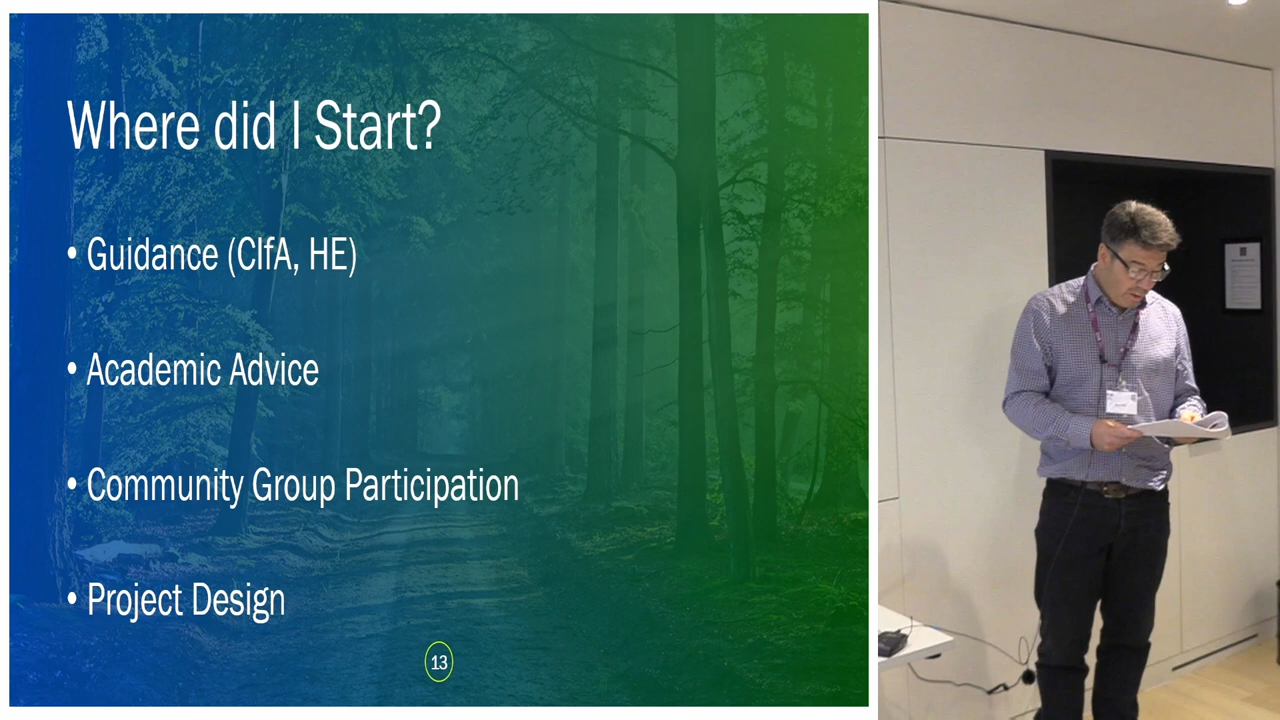 Where did I Start?
• Guidance (CIfA, HE)
• Academic Advice
• Community Group Participation
• Project Design
13